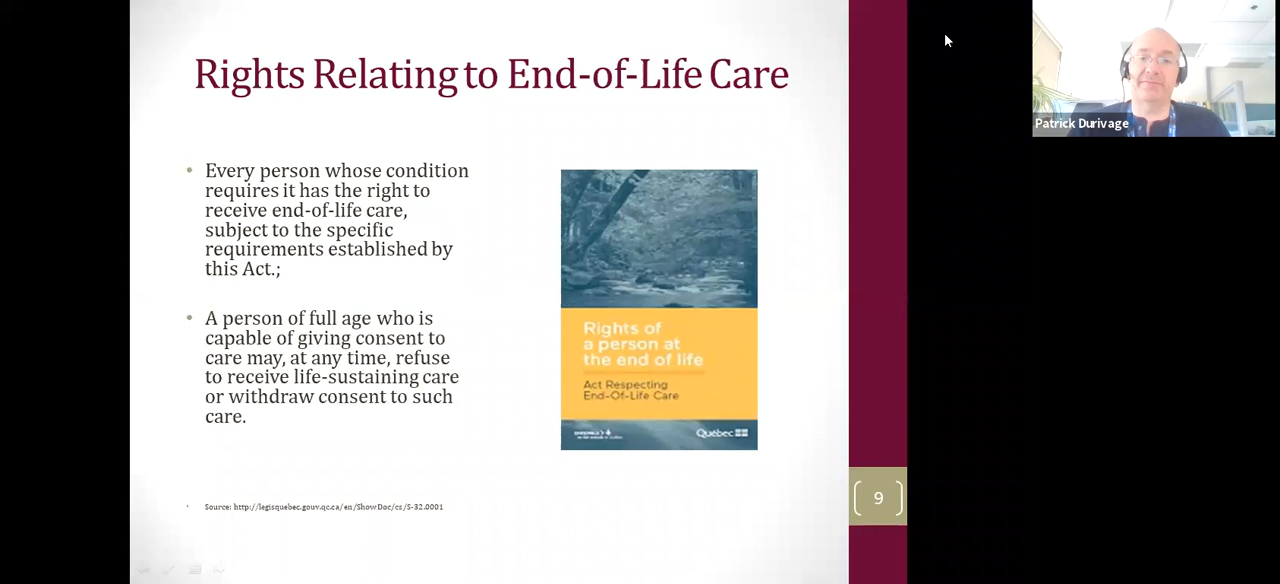 Rights Relating to End-of-Life Care
Patrick Durivage
• Every person whose condition
requires it has the right to
receive end-of-life care,
subject to the specific
requirements established by
this Act.;
• A person of full age who is
capable of giving consent to
care may, at any time, refuse
to receive life-sustaining care
or withdraw consent to such
care.
Rights of
a person at
the end of life
Act Respecting
End-Of-Life Care
Québec
• Source: http://legisquebec.gouv.qc.ca/en/ShowDoc/cs/S-32.0001
9